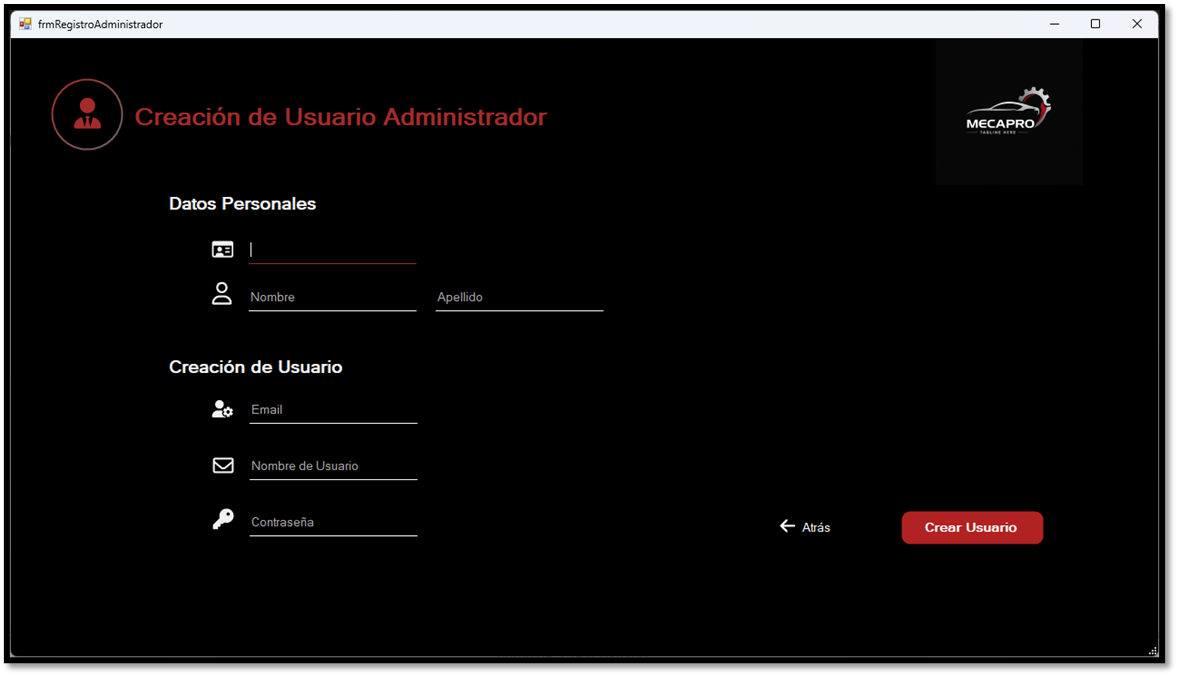 frmRegistroAdministrador
Creación de Usuario Administrador
MECAPRO
TAGLINE HERE
Datos Personales
Nombre Apellido
Creación de Usuario
Email
Nombre de Usuario
Contraseña
Atrás Crear Usuario